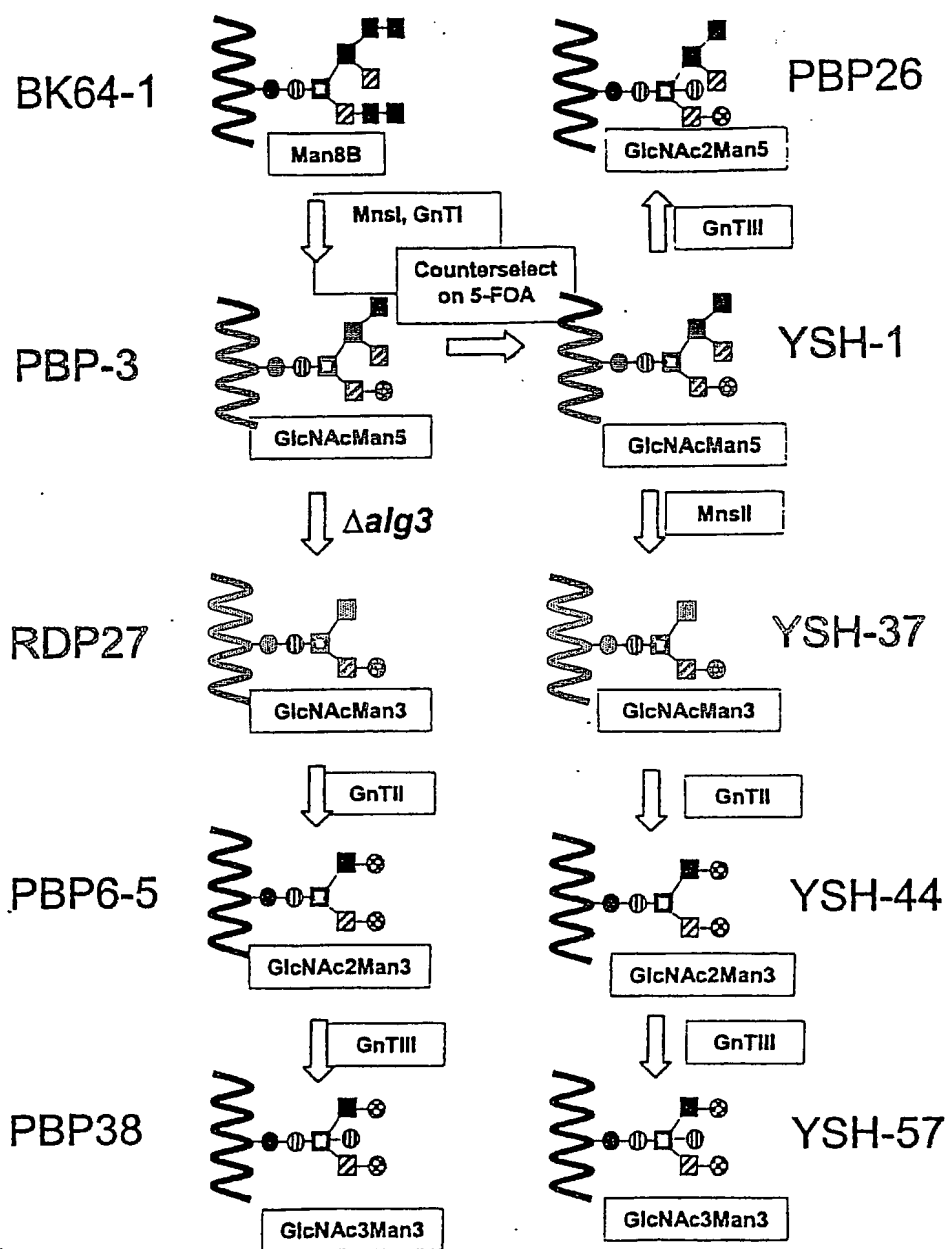 BK64-1
Man8B
PBP26
GlcNAc2Man5
MnsI, GnTI
GnTIII
Counterselect
on 5-FOA
PBP-3
GlcNAcMan5
YSH-1
GlcNAcMan5
Δalg3
MnsII
RDP27
GlcNAcMan3
YSH-37
GlcNAcMan3
GnTII
GnTII
PBP6-5
GlcNAc2Man3
YSH-44
GlcNAc2Man3
GnTIII
GnTIII
PBP38
GlcNAc3Man3
YSH-57
GlcNAc3Man3